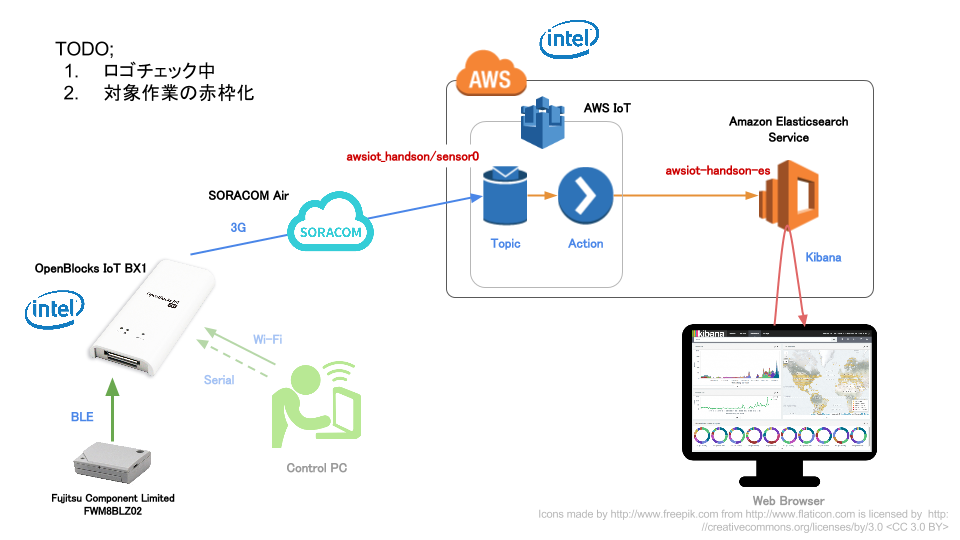 TODO;
1. ロゴチェック中
2. 対象作業の赤枠化
intel
AWS
AWS IoT
Amazon Elasticsearch
Service
awsiot_handson/sensor0
awsiot-handson-es
SORACOM Air
3G
SORACOM
Topic
Action
Kibana
OpenBlocks IoT BX1
intel
Wi-Fi
Serial
kibana
BLE
Control PC
Fujitsu Component Limited
FWM8BLZ02
Web Browser
Icons made by http://www.freepik.com from http://www.flaticon.com is licensed by http:
//creativecommons.org/licenses/by/3.0 <CC 3.0 BY>